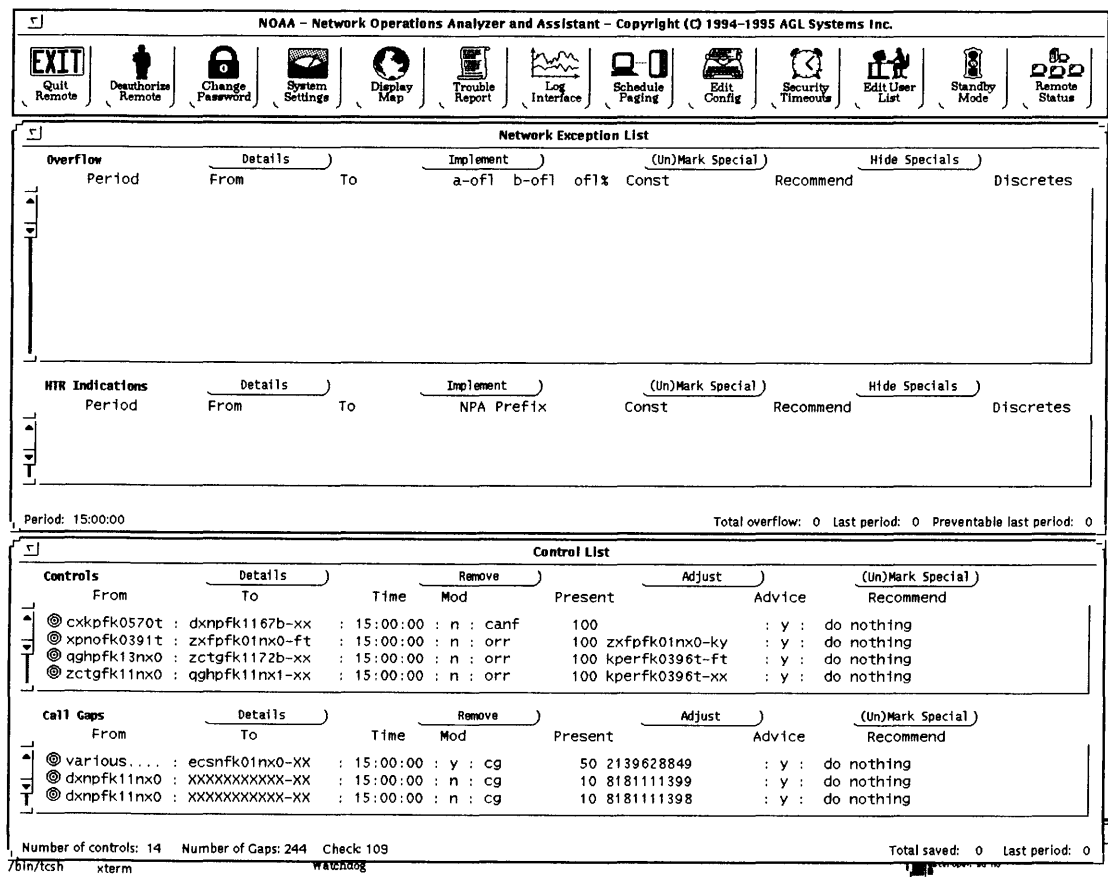 NOAA – Network Operations Analyzer and Assistant – Copyright (C) 1994–1995 AGL Systems Inc.
EXIT
Quit Remote
Deauthorize Remote
Change Password
System Settings
Display Map
Trouble Report
Log Interface
Schedule Paging
Edit Config
Security Timeouts
Edit User List
Standby Mode
Remote Status
Network Exception List
Overflow Details Implement (Un)Mark Special Hide Specials
Period From To a-ofl b-ofl ofl% Const Recommend Discretes
HTR Indications Details Implement (Un)Mark Special Hide Specials
Period From To NPA Prefix Const Recommend Discretes
Period: 15:00:00 Total overflow: 0 Last period: 0 Preventable last period: 0
Control List
Controls Details Remove Adjust (Un)Mark Special
From To Time Mod Present Advice Recommend
cxkpfk0570t : dxnpfk1167b-xx : 15:00:00 : n : canf 100 : y : do nothing
xpnofk0391t : zxfpfk01nx0-ft : 15:00:00 : n : orr 100 zxfpfk01nx0-ky : y : do nothing
qghpfk13nx0 : zctgfk1172b-xx : 15:00:00 : n : orr 100 kperfk0396t-ft : y : do nothing
zctgfk11nx0 : qghpfk11nx1-xx : 15:00:00 : n : orr 100 kperfk0396t-xx : y : do nothing
Call Gaps Details Remove Adjust (Un)Mark Special
From To Time Mod Present Advice Recommend
various.... : ecsnfk01nx0-XX : 15:00:00 : y : cg 50 2139628849 : y : do nothing
dxnpfk11nx0 : XXXXXXXXXXX-XX : 15:00:00 : n : cg 10 8181111399 : y : do nothing
dxnpfk11nx0 : XXXXXXXXXXX-XX : 15:00:00 : n : cg 10 8181111398 : y : do nothing
Number of controls: 14 Number of Gaps: 244 Check: 109 Total saved: 0 Last period: 0
/bin/tcsh xterm watchdog